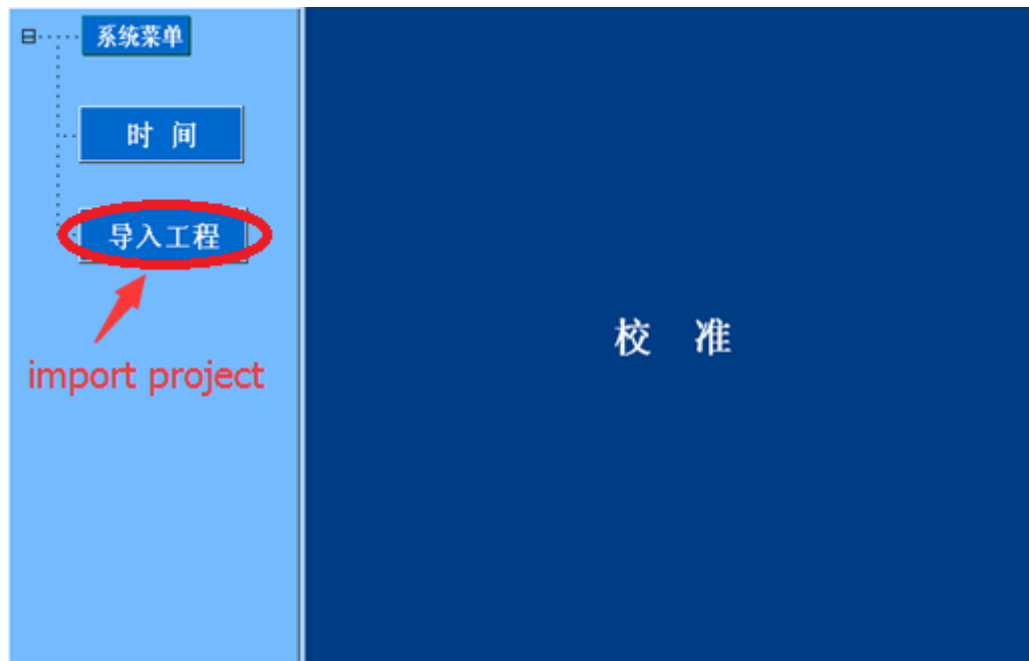 系统菜单
时 间
导入工程
import project
校 准